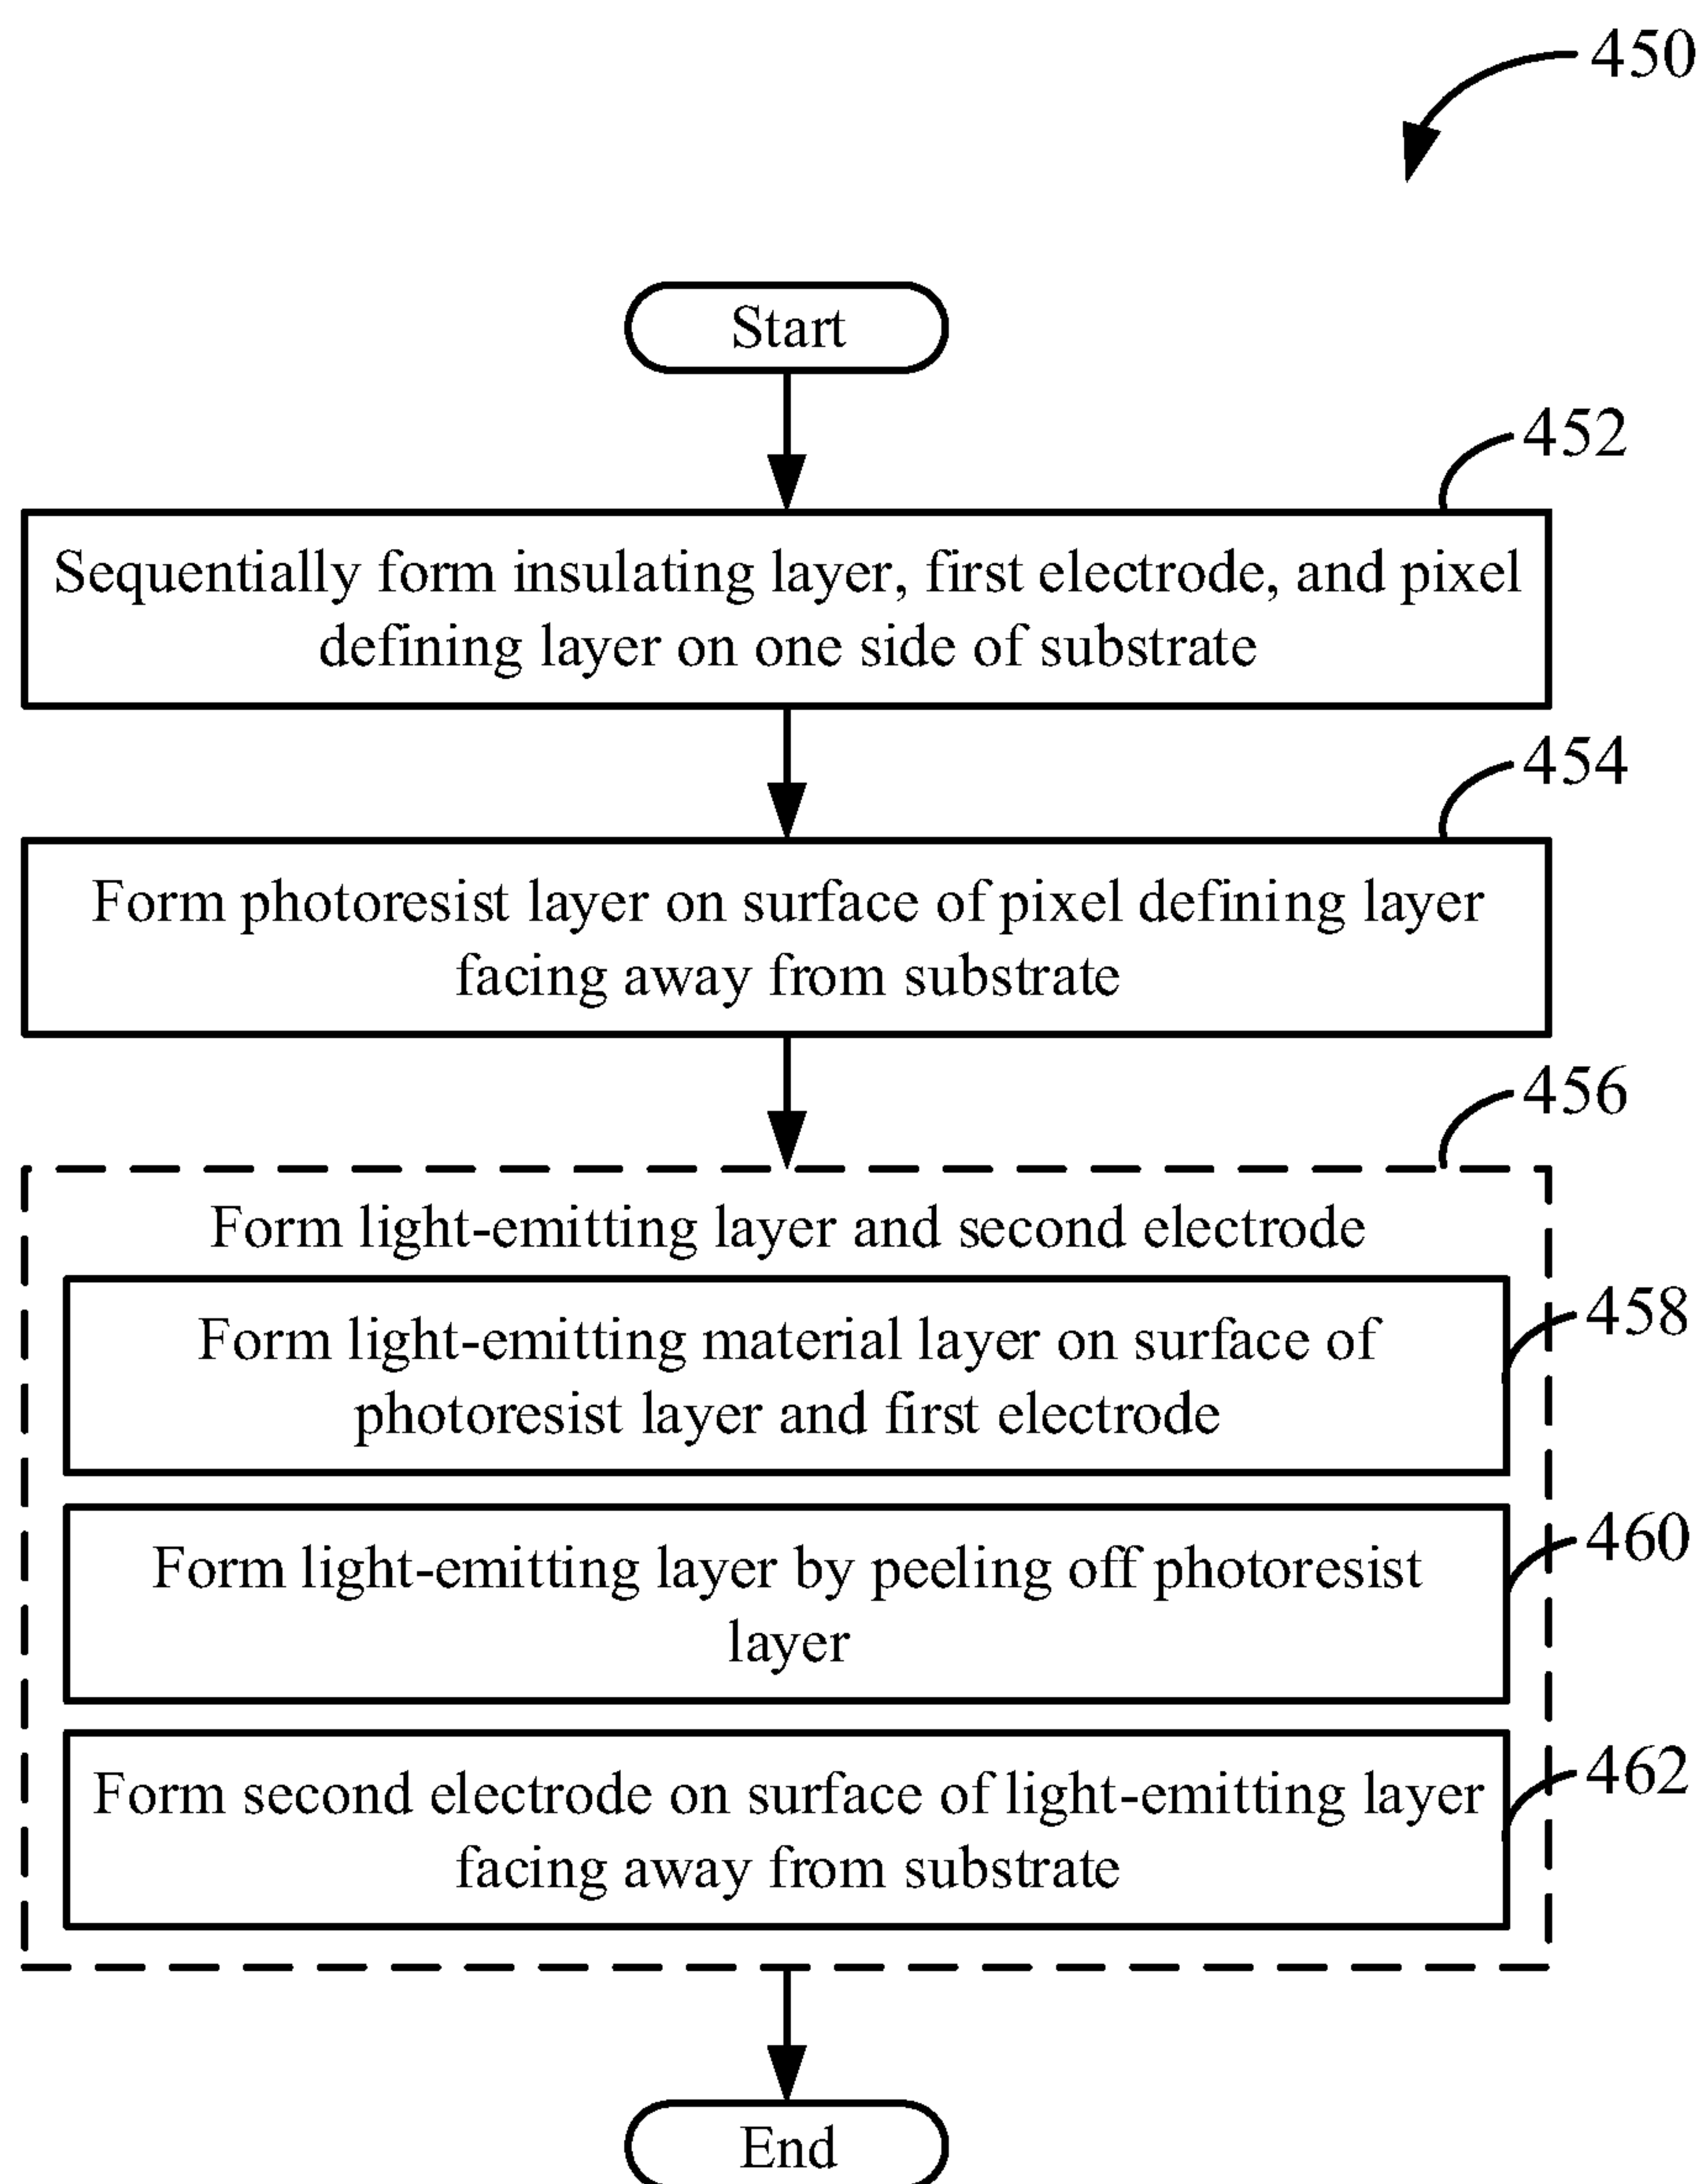 450
Start
452
Sequentially form insulating layer, first electrode, and pixel
defining layer on one side of substrate
454
Form photoresist layer on surface of pixel defining layer
facing away from substrate
456
Form light-emitting layer and second electrode
458
Form light-emitting material layer on surface of
photoresist layer and first electrode
460
Form light-emitting layer by peeling off photoresist
layer
462
Form second electrode on surface of light-emitting layer
facing away from substrate
End